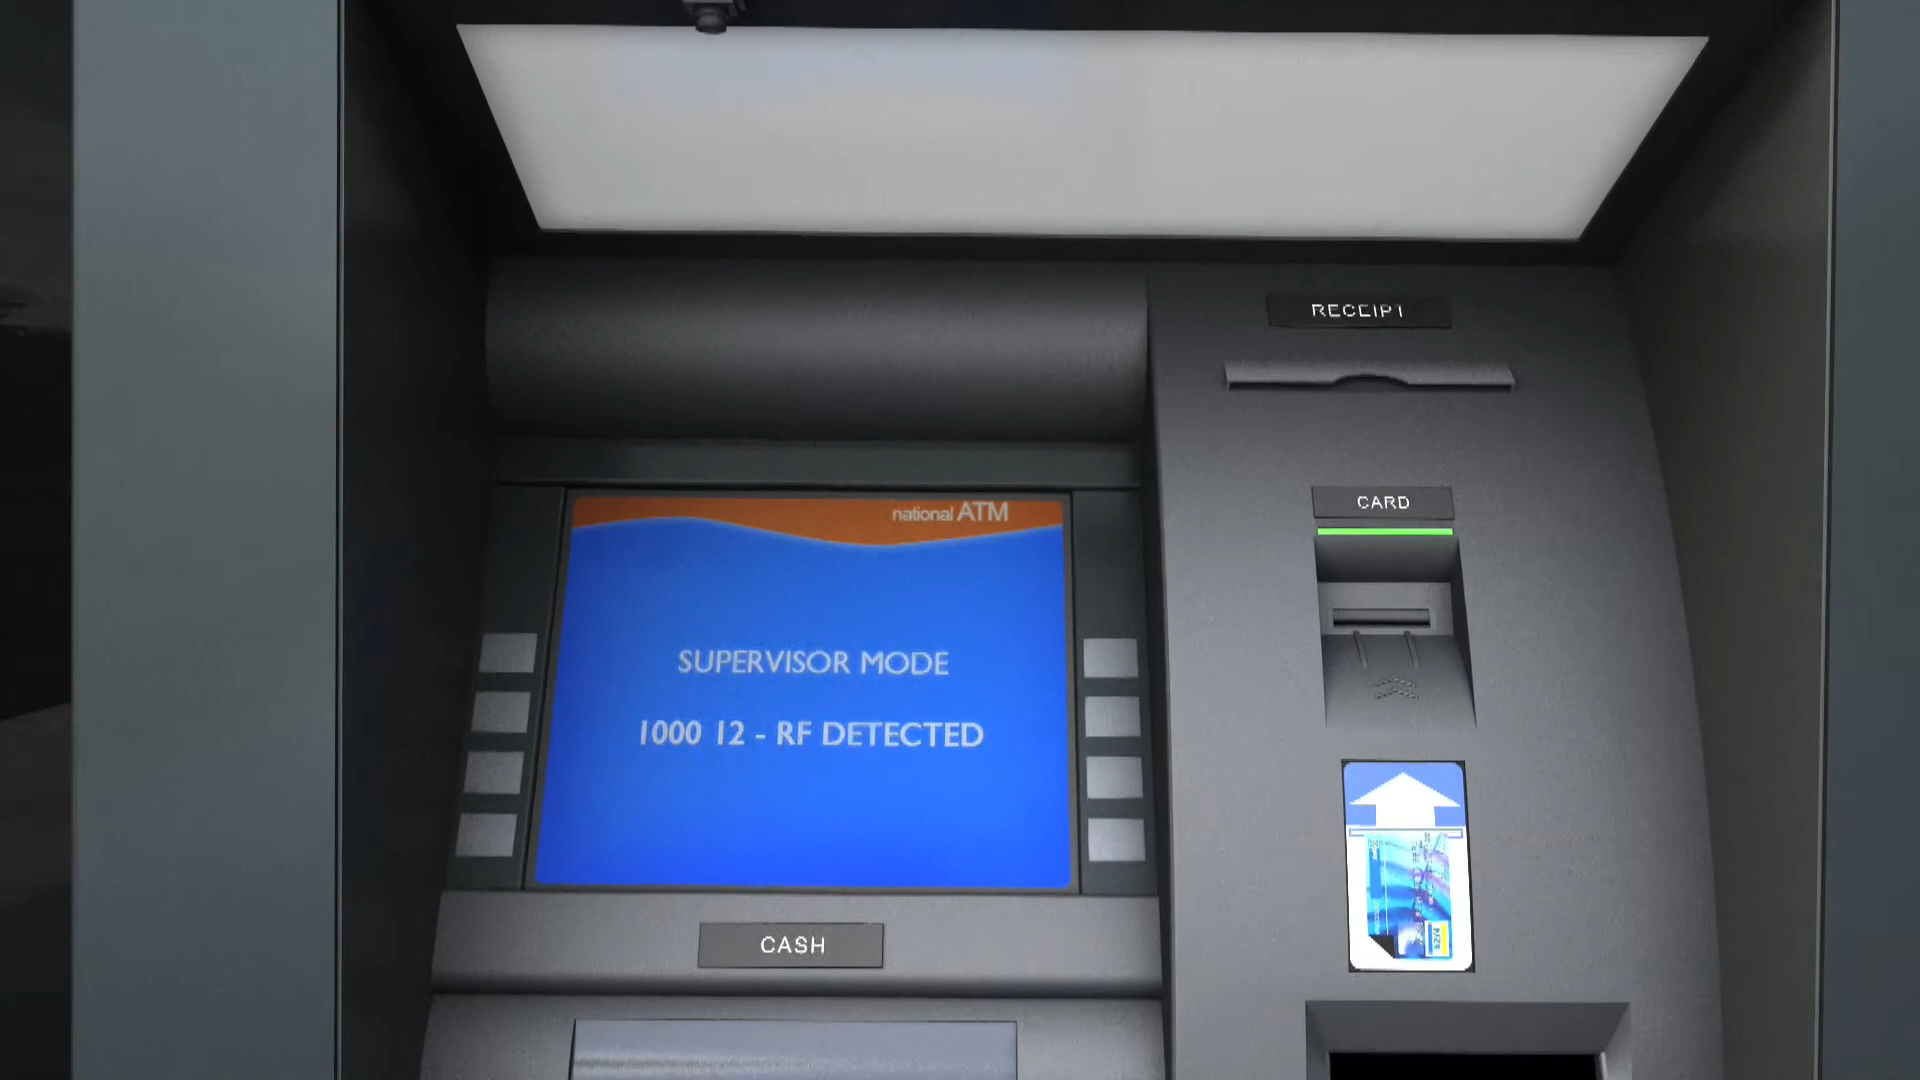 RECEIPT
CARD
national ATM
SUPERVISOR MODE
1000 12 - RF DETECTED
CASH